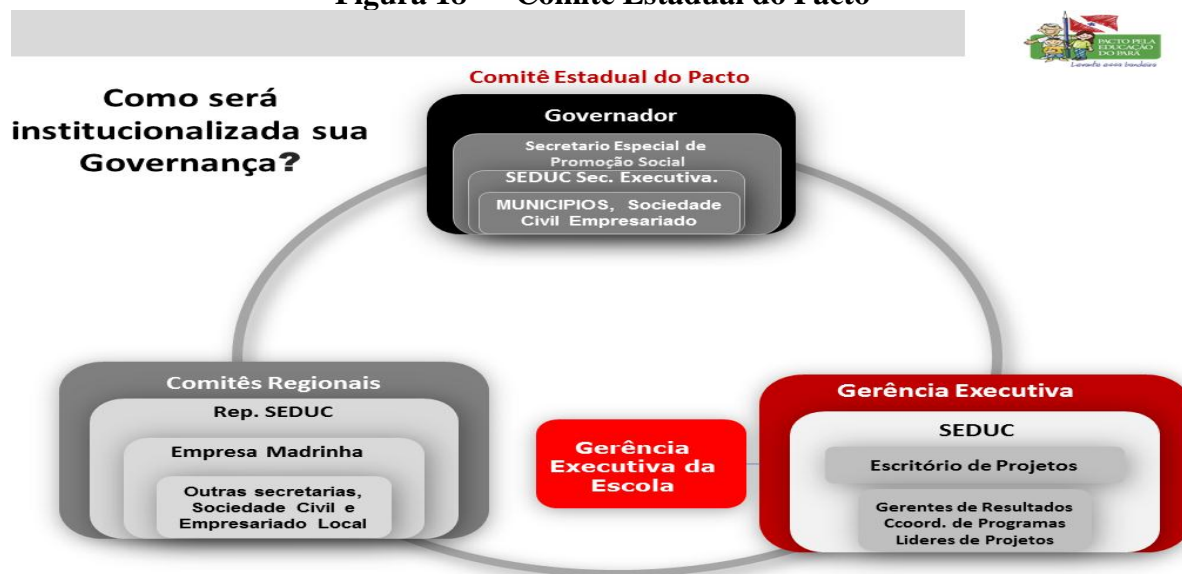 Figura 18 Comitê Estadual do Pacto
PACTO PELA
EDUCAÇÃO
DO PARÁ
Levante essa bandeira
Como será
institucionalizada sua
Governança?
Comitê Estadual do Pacto
Governador
Secretario Especial de
Promoção Social
SEDUC Sec. Executiva.
MUNICIPIOS, Sociedade
Civil Empresariado
Comitês Regionais
Rep. SEDUC
Empresa Madrinha
Outras secretarias,
Sociedade Civil e
Empresariado Local
Gerência
Executiva da
Escola
Gerência Executiva
SEDUC
Escritório de Projetos
Gerentes de Resultados
Ccoord. de Programas
Lideres de Projetos